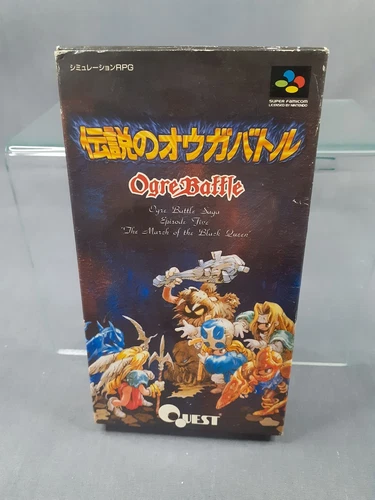 シミュレーションRPG
SUPER FAMICOM
LICENSED BY NINTENDO
伝説のオウガバトル
Ogre Battle
Ogre Battle Saga
Episode Five
"The March of the Black Queen"
QUEST